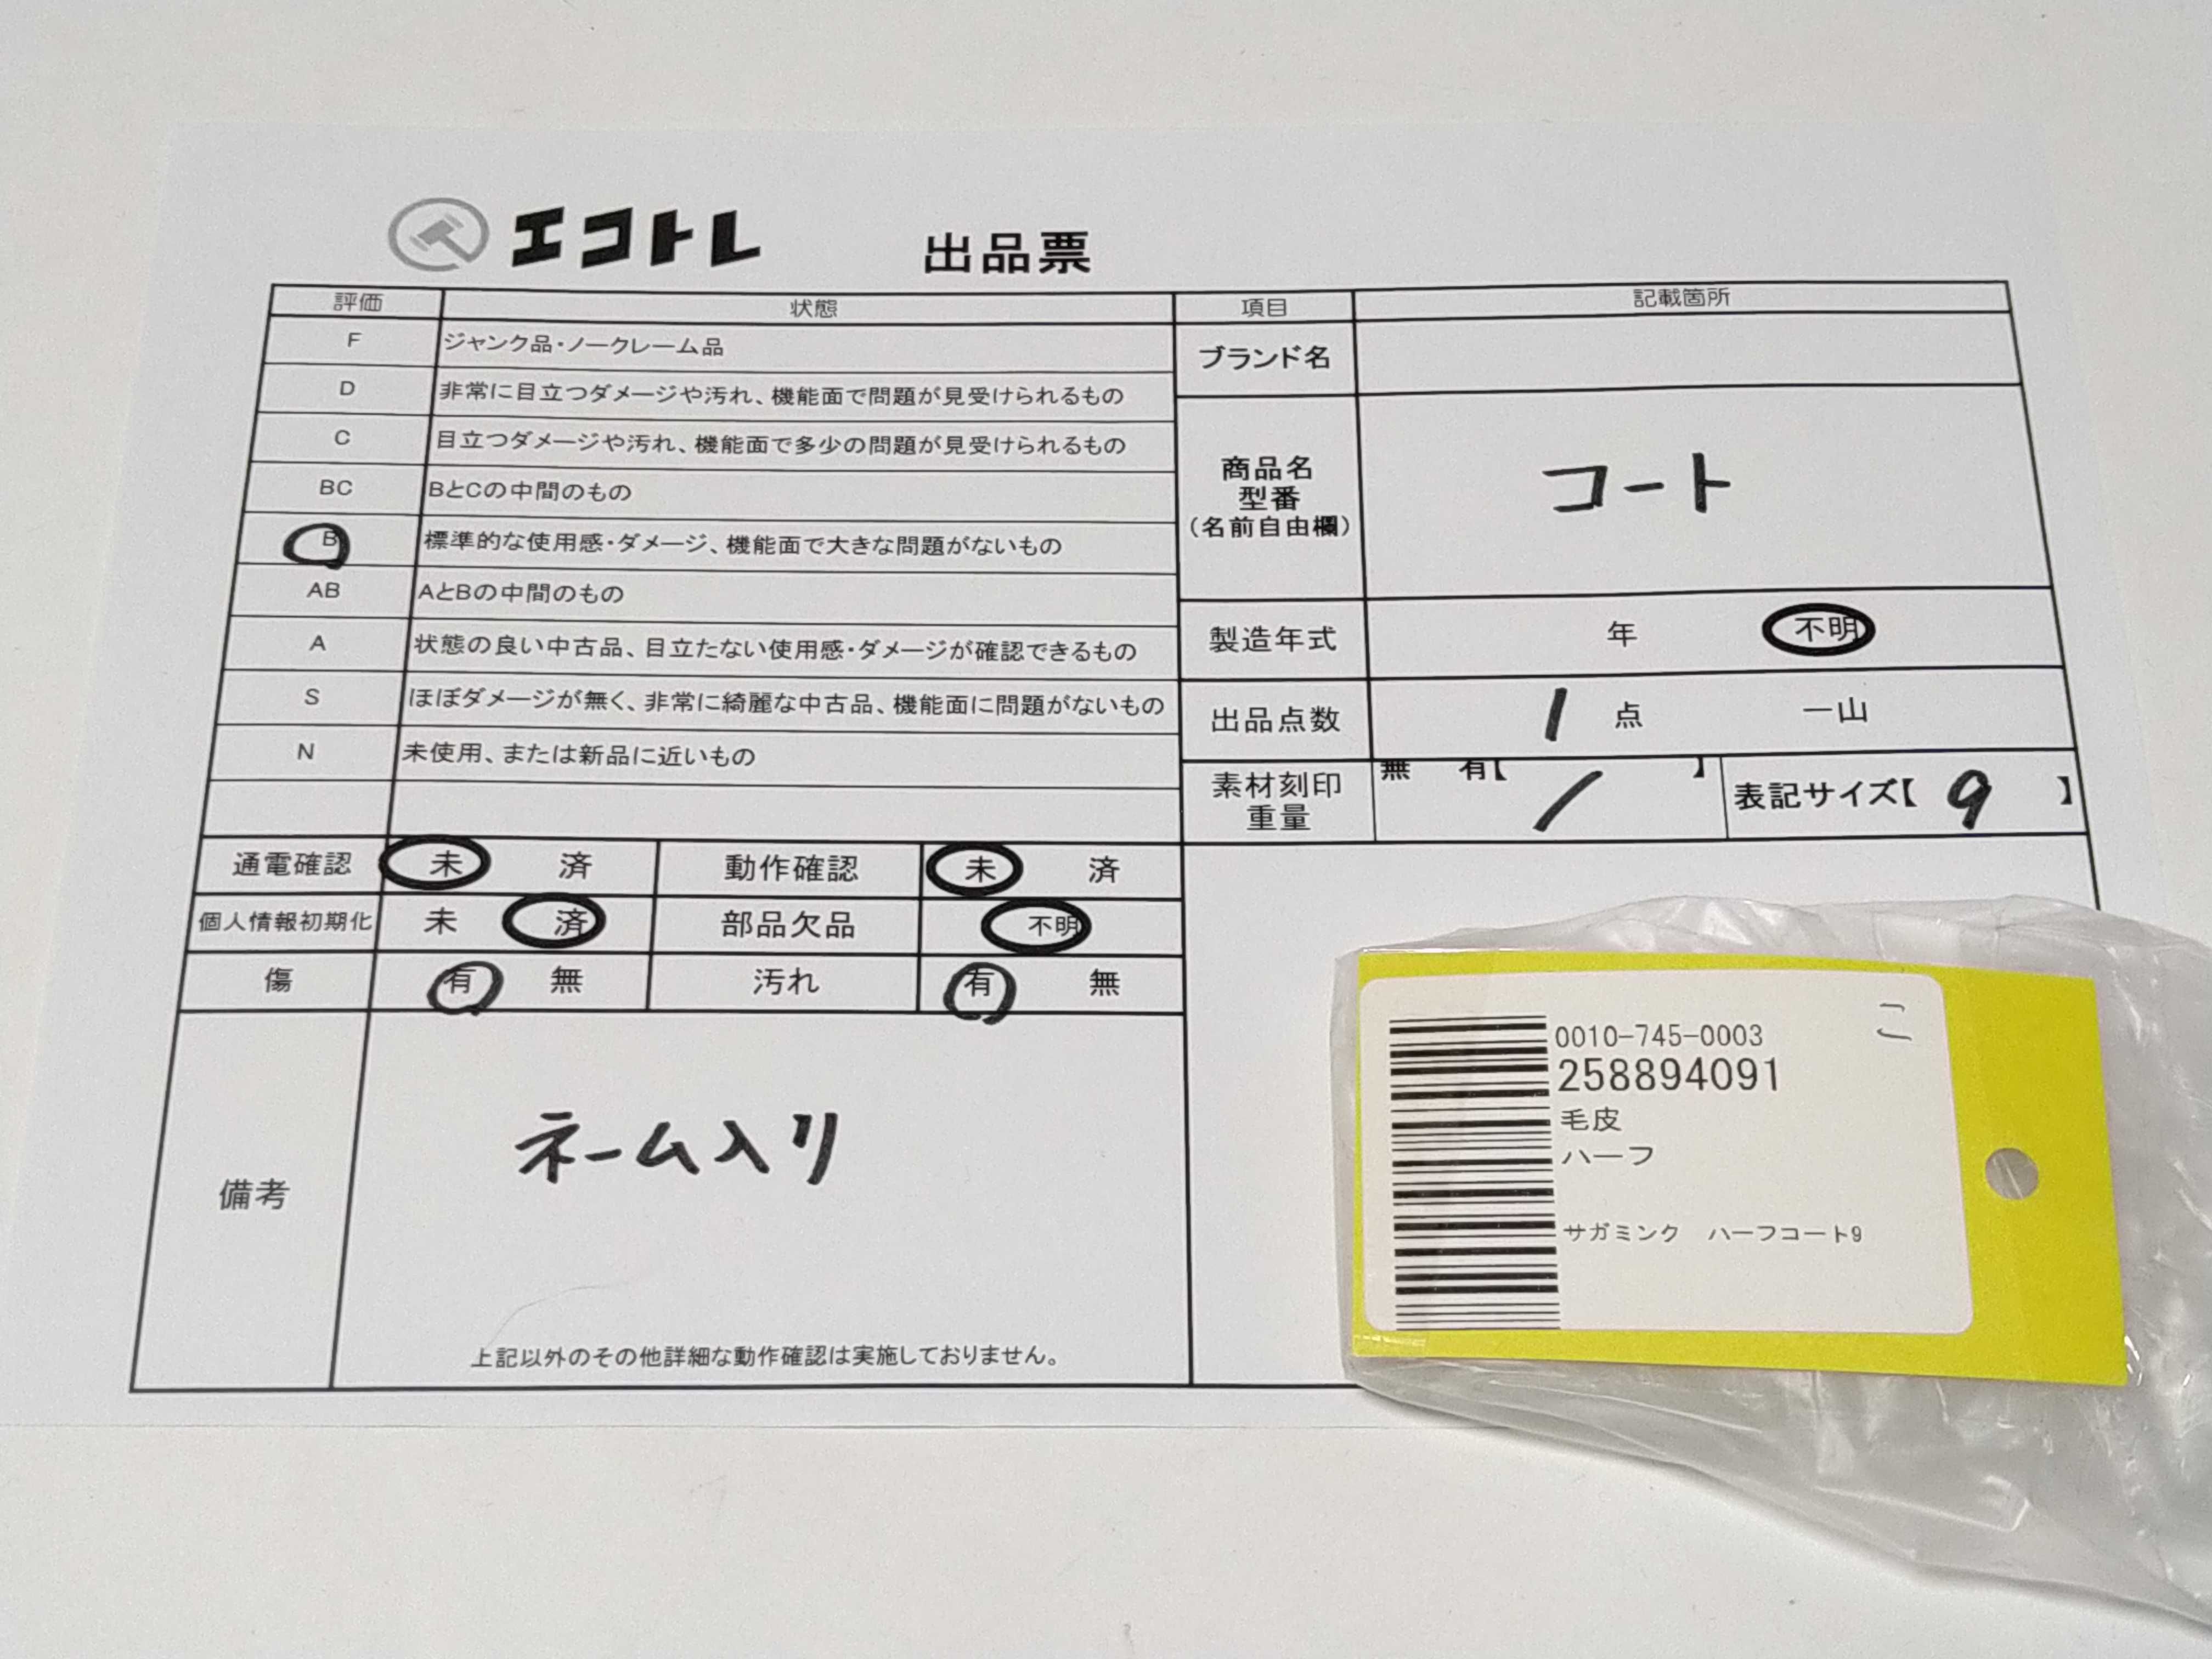 エコトレ 出品票
評価 状態
F ジャンク品・ノークレーム品
D 非常に目立つダメージや汚れ、機能面で問題が見受けられるもの
C 目立つダメージや汚れ、機能面で多少の問題が見受けられるもの
BC BとCの中間のもの
B 標準的な使用感・ダメージ、機能面で大きな問題がないもの
AB AとBの中間のもの
A 状態の良い中古品、目立たない使用感・ダメージが確認できるもの
S ほぼダメージが無く、非常に綺麗な中古品、機能面に問題がないもの
N 未使用、または新品に近いもの
通電確認 未 済 動作確認 未 済
個人情報初期化 未 済 部品欠品 不明
傷 有 無 汚れ 有 無
備考 ネーム入り
上記以外のその他詳細な動作確認は実施しておりません。
項目 記載箇所
ブランド名
商品名
型番
(名前自由欄)
コート
製造年式 年 不明
出品点数 1 点 一山
素材刻印
重量
無 有【 / 】 表記サイズ【 9 】
0010-745-0003 こ
258894091
毛皮
ハーフ
サガミンク ハーフコート9